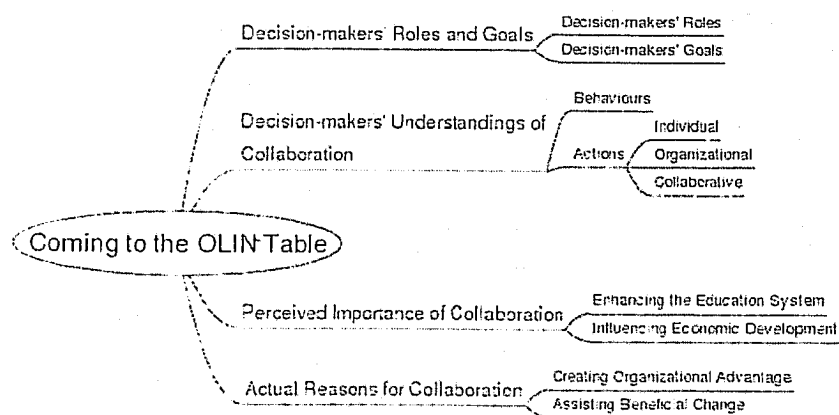 Decision-makers' Roles and Goals
Decision-makers' Roles
Decision-makers' Goals
Decision-makers' Understandings of
Collaboration
Behaviours
Actions
Individual
Organizational
Collaborative
Coming to the OLIN Table
Perceived Importance of Collaboration
Enhancing the Education System
Influencing Economic Development
Actual Reasons for Collaboration
Creating Organizational Advantage
Assisting Beneficial Change